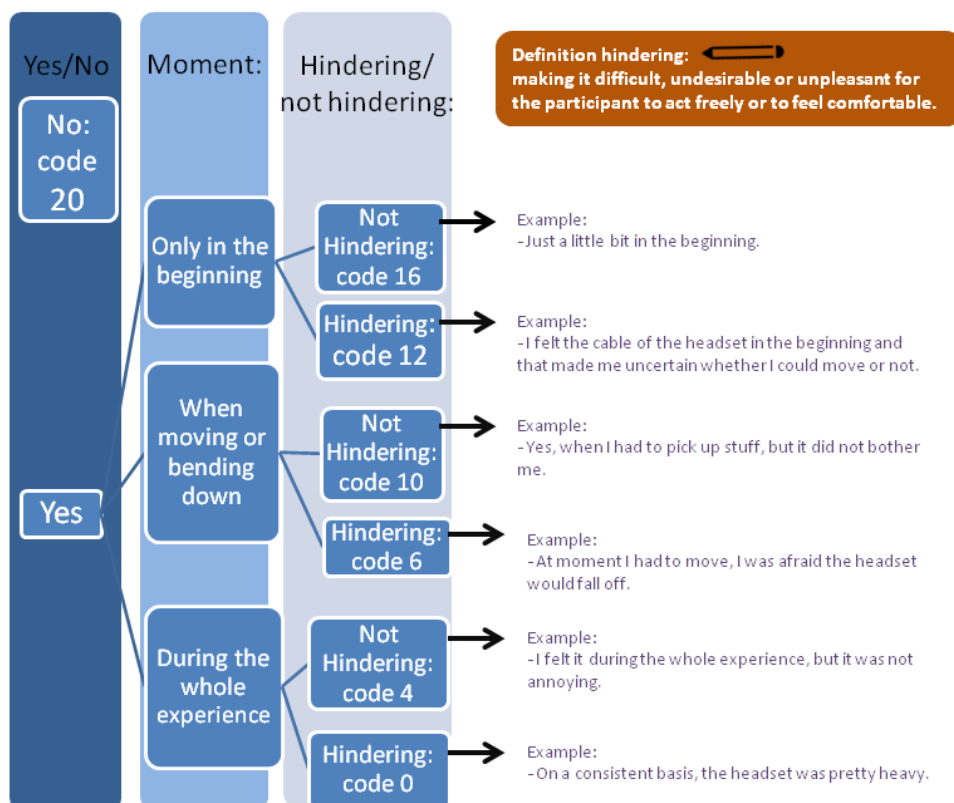 Yes/No
No:
code
20
Yes
Moment:
Only in the
beginning
When
moving or
bending
down
During the
whole
experience
Hindering/
not hindering:
Not
Hindering:
code 16
Hindering:
code 12
Not
Hindering:
code 10
Hindering:
code 6
Not
Hindering:
code 4
Hindering:
code 0
Definition hindering:
making it difficult, undesirable or unpleasant for
the participant to act freely or to feel comfortable.
Example:
-Just a little bit in the beginning.
Example:
-I felt the cable of the headset in the beginning and
that made me uncertain whether I could move or not.
Example:
-Yes, when I had to pick up stuff, but it did not bother
me.
Example:
-At moment I had to move, I was afraid the headset
would fall off.
Example:
-I felt it during the whole experience, but it was not
annoying.
Example:
-On a consistent basis, the headset was pretty heavy.